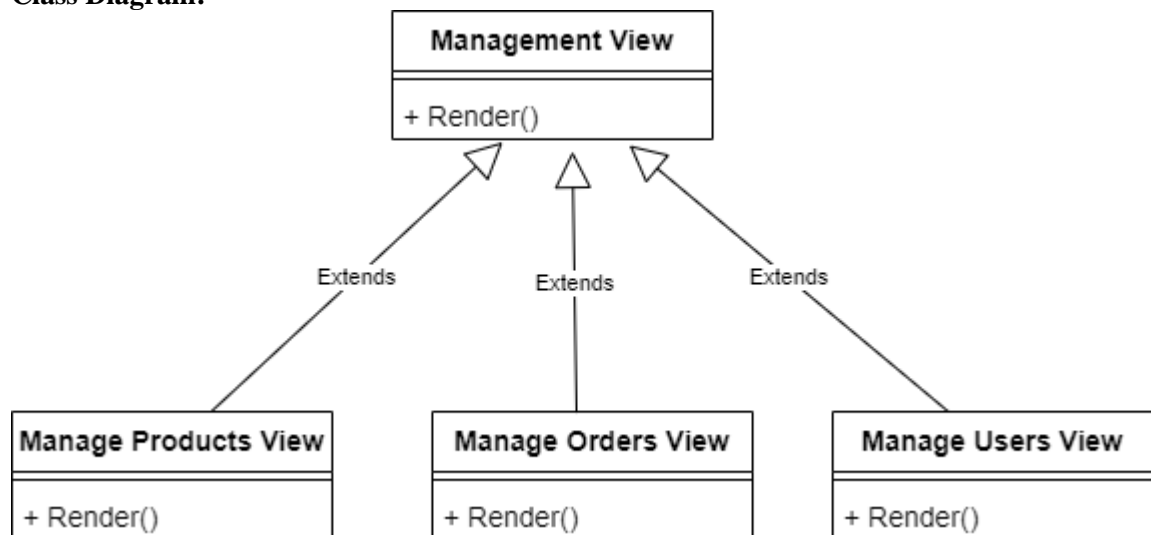 Class Diagram:
Management View
+ Render()
Extends
Extends
Extends
Manage Products View
Manage Orders View
Manage Users View
+ Render()
+ Render()
+ Render()